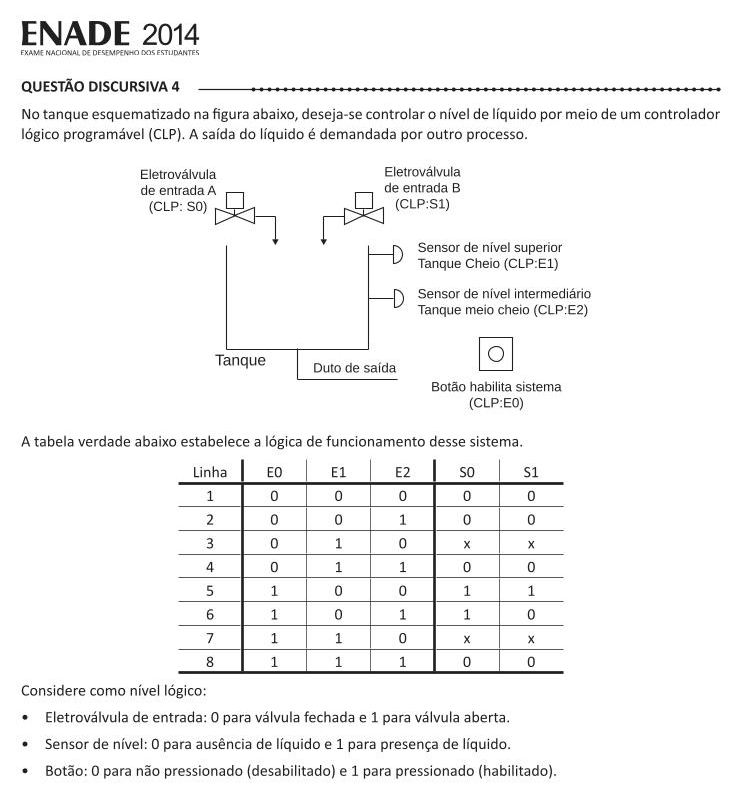 ENADE 2014
EXAME NACIONAL DE DESEMPENHO DOS ESTUDANTES
QUESTÃO DISCURSIVA 4
No tanque esquematizado na figura abaixo, deseja-se controlar o nível de líquido por meio de um controlador
lógico programável (CLP). A saída do líquido é demandada por outro processo.
Eletroválvula
de entrada A
(CLP: S0)
Eletroválvula
de entrada B
(CLP:S1)
Sensor de nível superior
Tanque Cheio (CLP:E1)
Sensor de nível intermediário
Tanque meio cheio (CLP:E2)
Tanque
Duto de saída
Botão habilita sistema
(CLP:E0)
A tabela verdade abaixo estabelece a lógica de funcionamento desse sistema.
Linha E0 E1 E2 S0 S1
1 0 0 0 0 0
2 0 0 1 0 0
3 0 1 0 x x
4 0 1 1 0 0
5 1 0 0 1 1
6 1 0 1 1 0
7 1 1 0 x x
8 1 1 1 0 0
Considere como nível lógico:
• Eletroválvula de entrada: 0 para válvula fechada e 1 para válvula aberta.
• Sensor de nível: 0 para ausência de líquido e 1 para presença de líquido.
• Botão: 0 para não pressionado (desabilitado) e 1 para pressionado (habilitado).